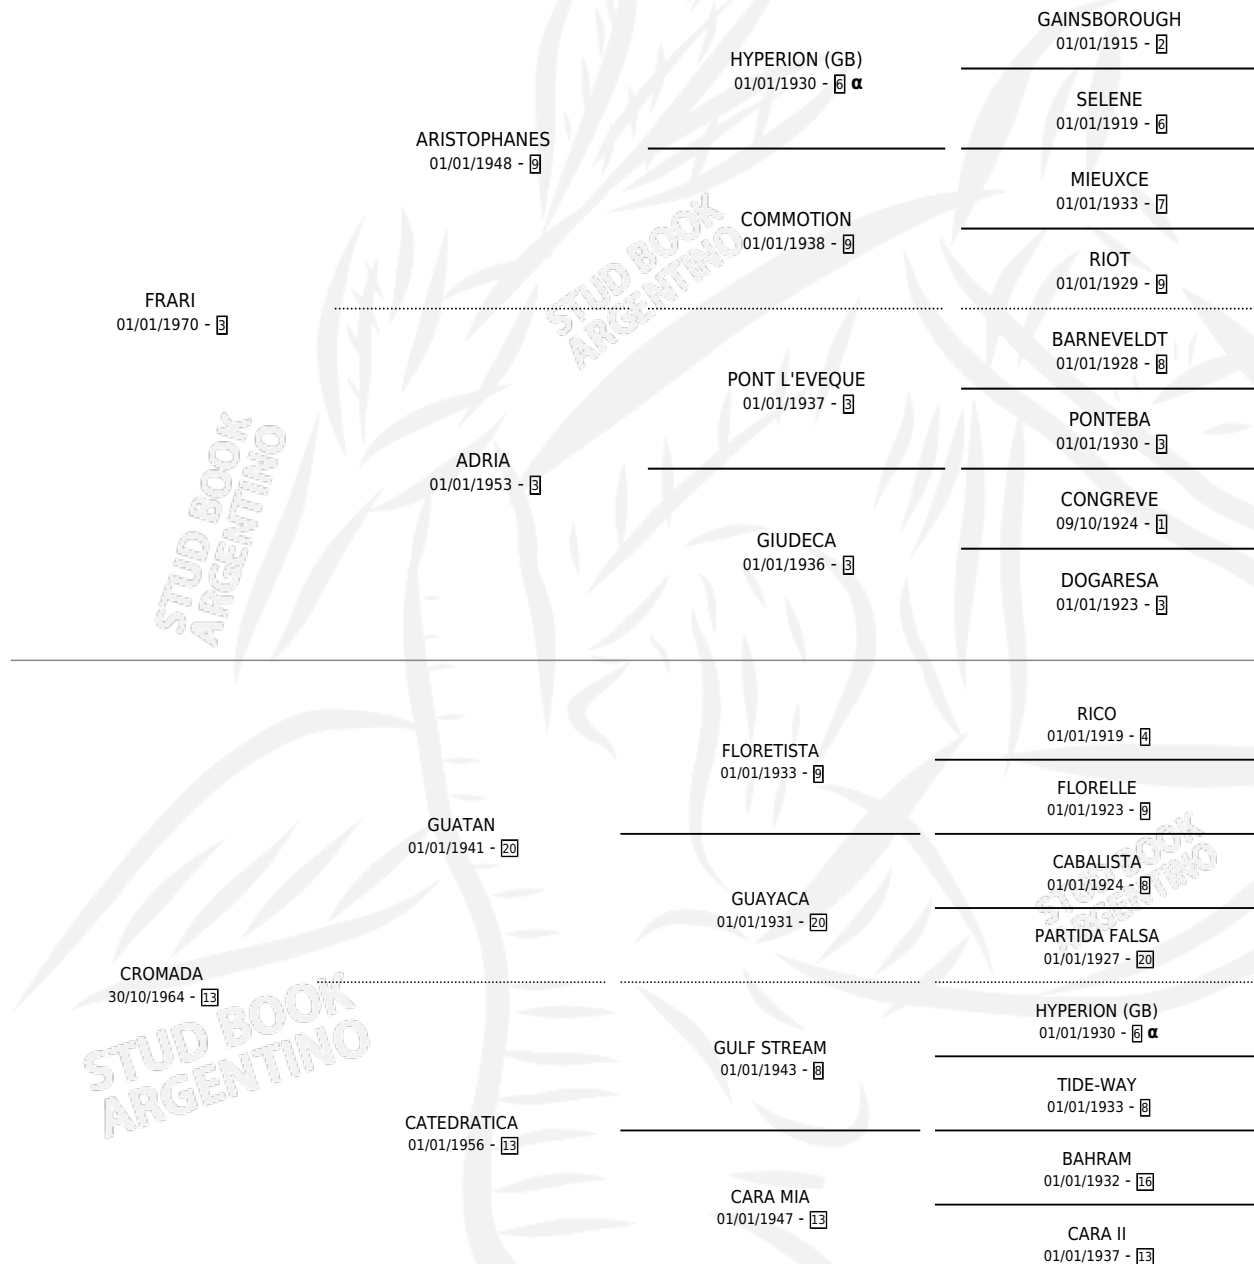 GAINSBOROUGH
01/01/1915 - 2
HYPERION (GB)
01/01/1930 - 6 α
SELENE
01/01/1919 - 6
ARISTOPHANES
01/01/1948 - 9
MIEUXCE
01/01/1933 - 7
COMMOTION
01/01/1938 - 9
RIOT
01/01/1929 - 9
FRARI
01/01/1970 - 3
BARNEVELDT
01/01/1928 - 8
PONT L'EVEQUE
01/01/1937 - 3
PONTEBA
01/01/1930 - 3
ADRIA
01/01/1953 - 3
CONGREVE
09/10/1924 - 1
GIUDECA
01/01/1936 - 3
DOGARESA
01/01/1923 - 3
RICO
01/01/1919 - 4
FLORETISTA
01/01/1933 - 9
FLORELLE
01/01/1923 - 9
GUATAN
01/01/1941 - 20
CABALISTA
01/01/1924 - 8
GUAYACA
01/01/1931 - 20
PARTIDA FALSA
01/01/1927 - 20
CROMADA
30/10/1964 - 13
HYPERION (GB)
01/01/1930 - 6 α
GULF STREAM
01/01/1943 - 8
TIDE-WAY
01/01/1933 - 8
CATEDRATICA
01/01/1956 - 13
BAHRAM
01/01/1932 - 16
CARA MIA
01/01/1947 - 13
CARA II
01/01/1937 - 13
STUD BOOK
ARGENTINO
STUD BOOK
ARGENTINO
STUD BOOK
ARGENTINO
STUD BOOK
ARGENTINO